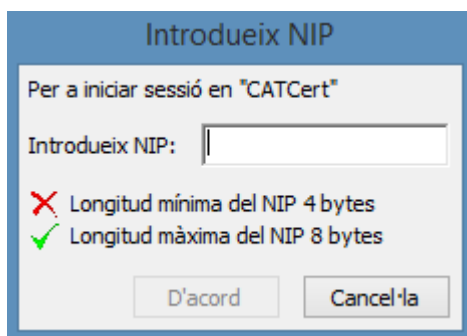 Introdueix NIP
Per a iniciar sessió en "CATCert"
Introdueix NIP:
Longitud mínima del NIP 4 bytes
Longitud màxima del NIP 8 bytes
D'acord
Cancel·la